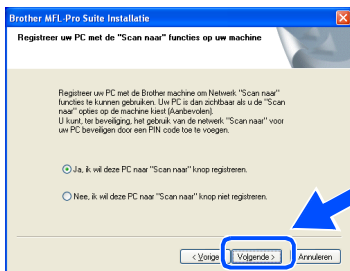 Brother MFL-Pro Suite Installatie
Registreer uw PC met de "Scan naar" functies op uw machine
Registreer uw PC met de Brother machine om Netwerk "Scan naar"
functies te kunnen gebruiken. Uw PC is dan zichtbaar als u de "Scan
naar" opties op de machine kiest (Aanbevolen).
U kunt, ter beveiliging, het gebruik van de netwerk "Scan naar" voor
uw PC beveiligen door een PIN code toe te voegen.
Ja, ik wil deze PC naar "Scan naar" knop registreren.
Nee, ik wil deze PC naar "Scan naar" knop niet registreren.
< Vorige Volgende > Annuleren